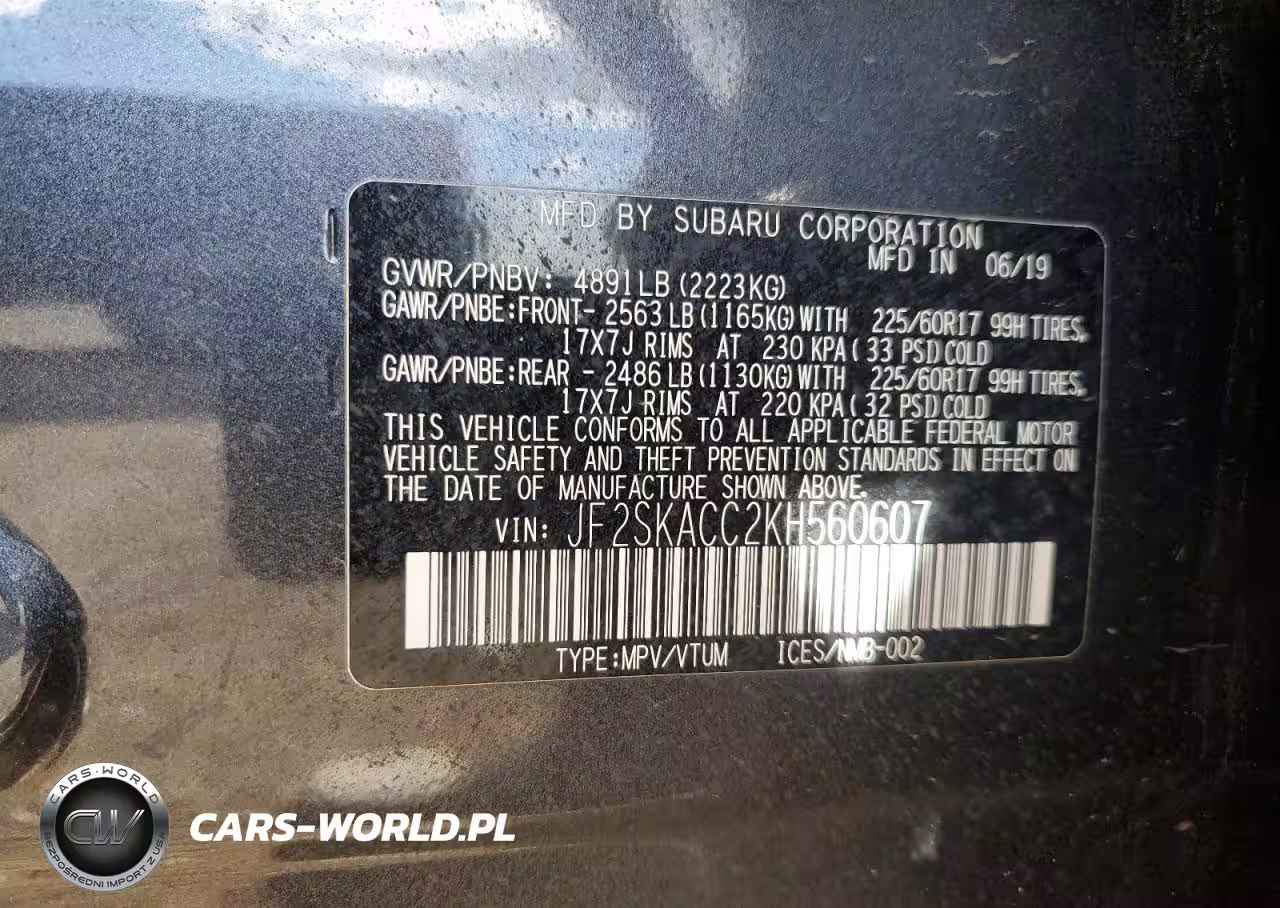 MFD BY SUBARU CORPORATION
MFD IN 06/19
GVWR/PNBV: 4891LB (2223KG)
GAWR/PNBE:FRONT- 2563 LB (1165KG) WITH 225/60R17 99H TIRES,
17X7J RIMS AT 230 KPA( 33 PSI)COLD
GAWR/PNBE:REAR - 2486 LB (1130KG) WITH 225/60R17 99H TIRES,
17X7J RIMS AT 220 KPA( 32 PSI)COLD
THIS VEHICLE CONFORMS TO ALL APPLICABLE FEDERAL MOTOR
VEHICLE SAFETY AND THEFT PREVENTION STANDARDS IN EFFECT ON
THE DATE OF MANUFACTURE SHOWN ABOVE.
VIN: JF2SKACC2KH560607
TYPE:MPV/VTUM ICES/NMB-002
CARS-WORLD
CW
BEZPOŚREDNI IMPORT Z USA
CARS-WORLD.PL